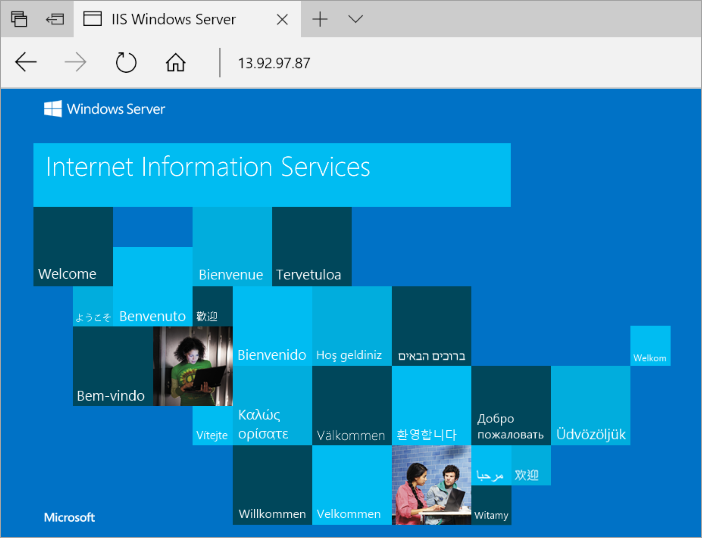 IIS Windows Server
13.92.97.87
Windows Server
Internet Information Services
Welcome
Bienvenue
Tervetuloa
ようこそ
Benvenuto
歡迎
Bienvenido
Hoş geldiniz
ברוכים הבאים
Welkom
Bem-vindo
Vítejte
Καλώς
ορίσατε
Välkommen
환영합니다
Добро
пожаловать
Üdvözöljük
Willkommen
Velkommen
مرحبا
欢迎
Witamy
Microsoft